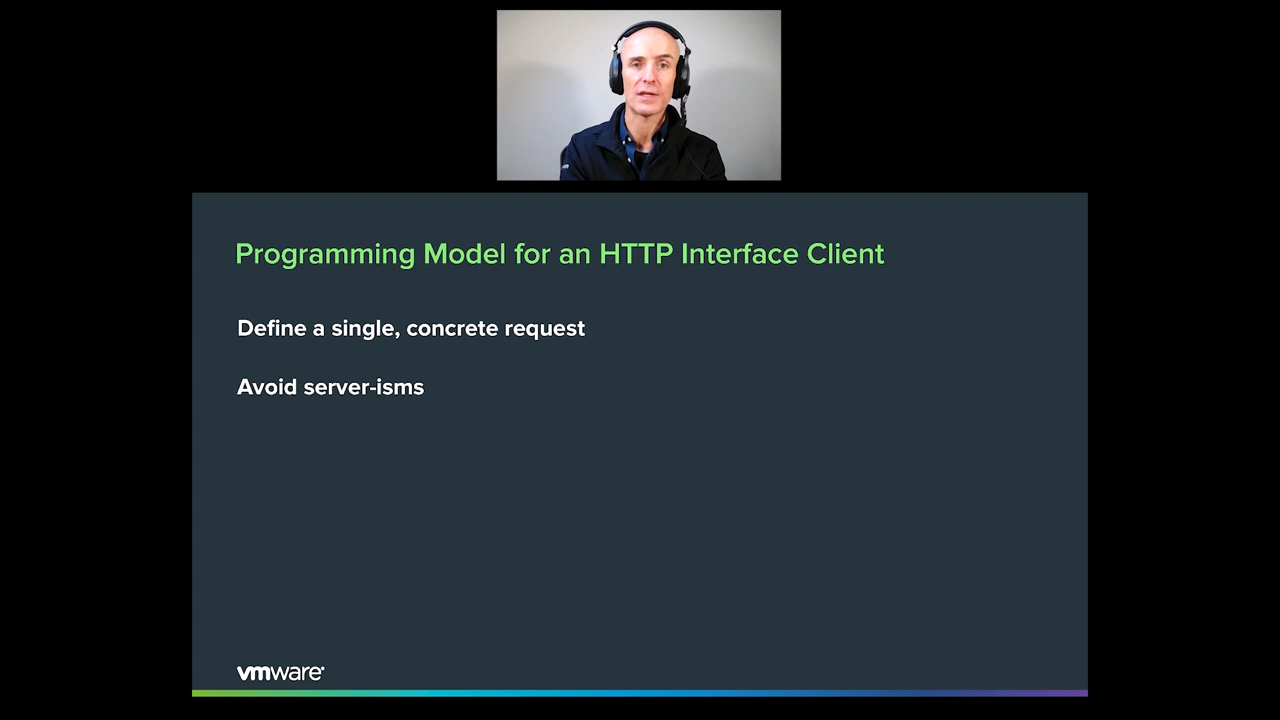 Programming Model for an HTTP Interface Client
Define a single, concrete request
Avoid server-isms
vmware®